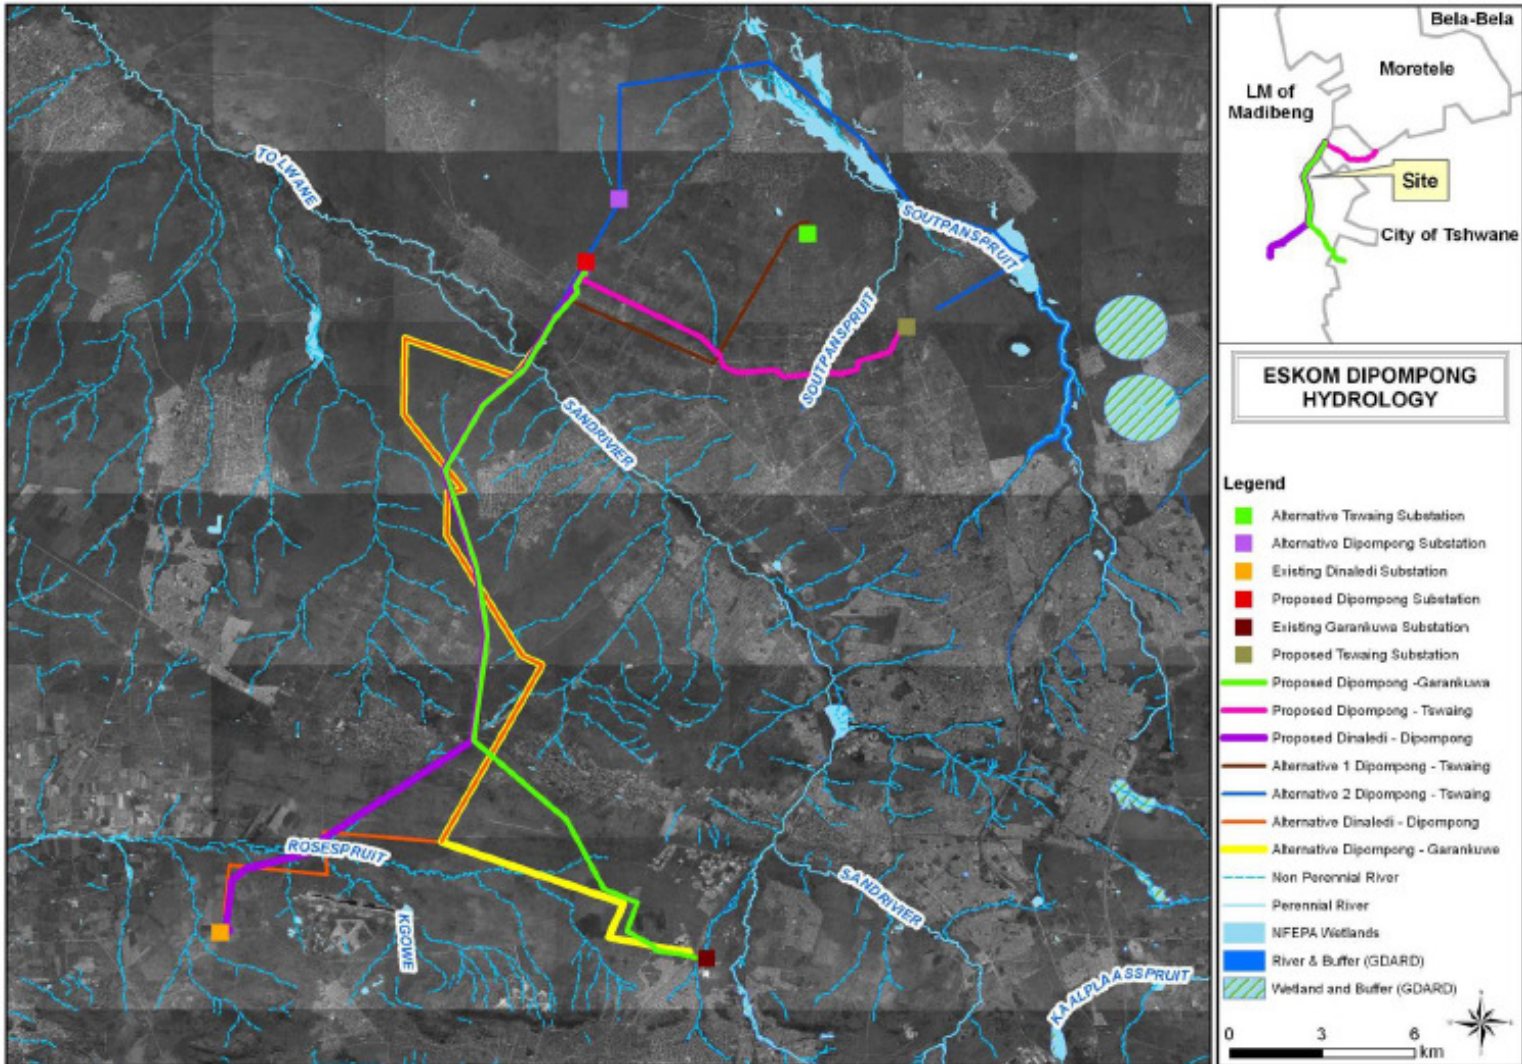 TOLWANE
SOUTPANSPRUIT
SOUTPANSPRUIT
SANDRIVIER
ROSESPRUIT
KGOWE
SANDRIVIER
KAALPLAASSPRUIT
Bela-Bela
Moretele
LM of
Madibeng
Site
City of Tshwane
ESKOM DIPOMPONG
HYDROLOGY
Legend
Alternative Tswaing Substation
Alternative Dipompong Substation
Existing Dinaledi Substation
Proposed Dipompong Substation
Existing Garankuwa Substation
Proposed Tswaing Substation
Proposed Dipompong -Garankuwa
Proposed Dipompong - Tswaing
Proposed Dinaledi - Dipompong
Alternative 1 Dipompong - Tswaing
Alternative 2 Dipompong - Tswaing
Alternative Dinaledi - Dipompong
Alternative Dipompong - Garankuwe
Non Perennial River
Perennial River
NFEPA Wetlands
River & Buffer (GDARD)
Wetland and Buffer (GDARD)
0 3 6
km